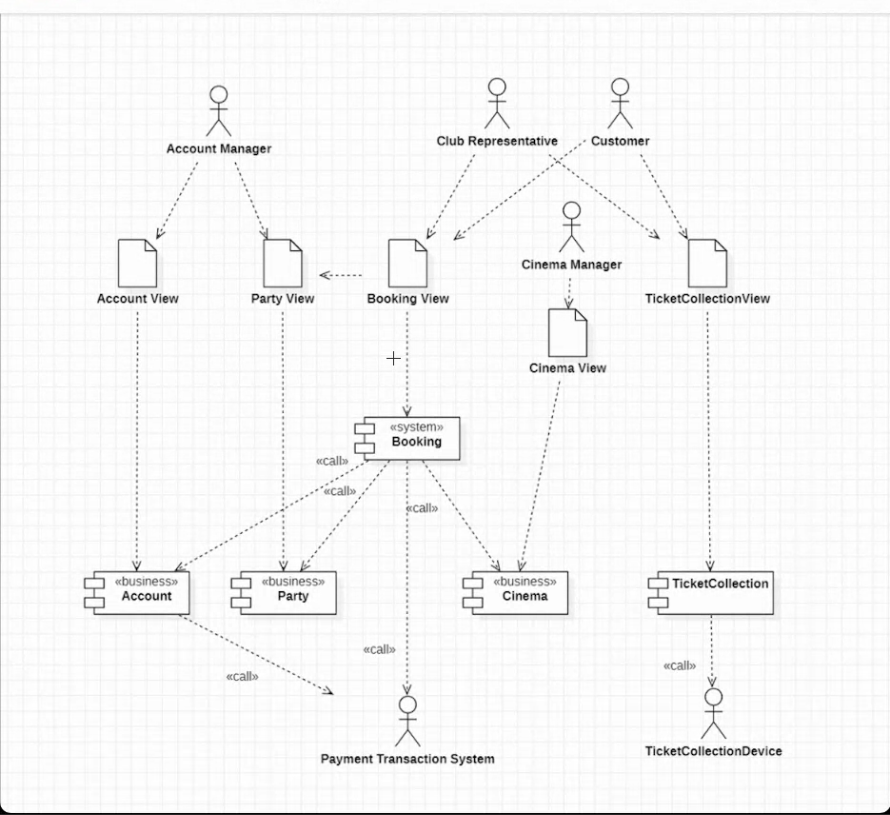 Account Manager
Club Representative
Customer
Cinema Manager
Account View
Party View
Booking View
TicketCollectionView
Cinema View
«system»
Booking
«call»
«call»
«call»
«business»
Account
«business»
Party
«business»
Cinema
TicketCollection
«call»
«call»
«call»
Payment Transaction System
TicketCollectionDevice